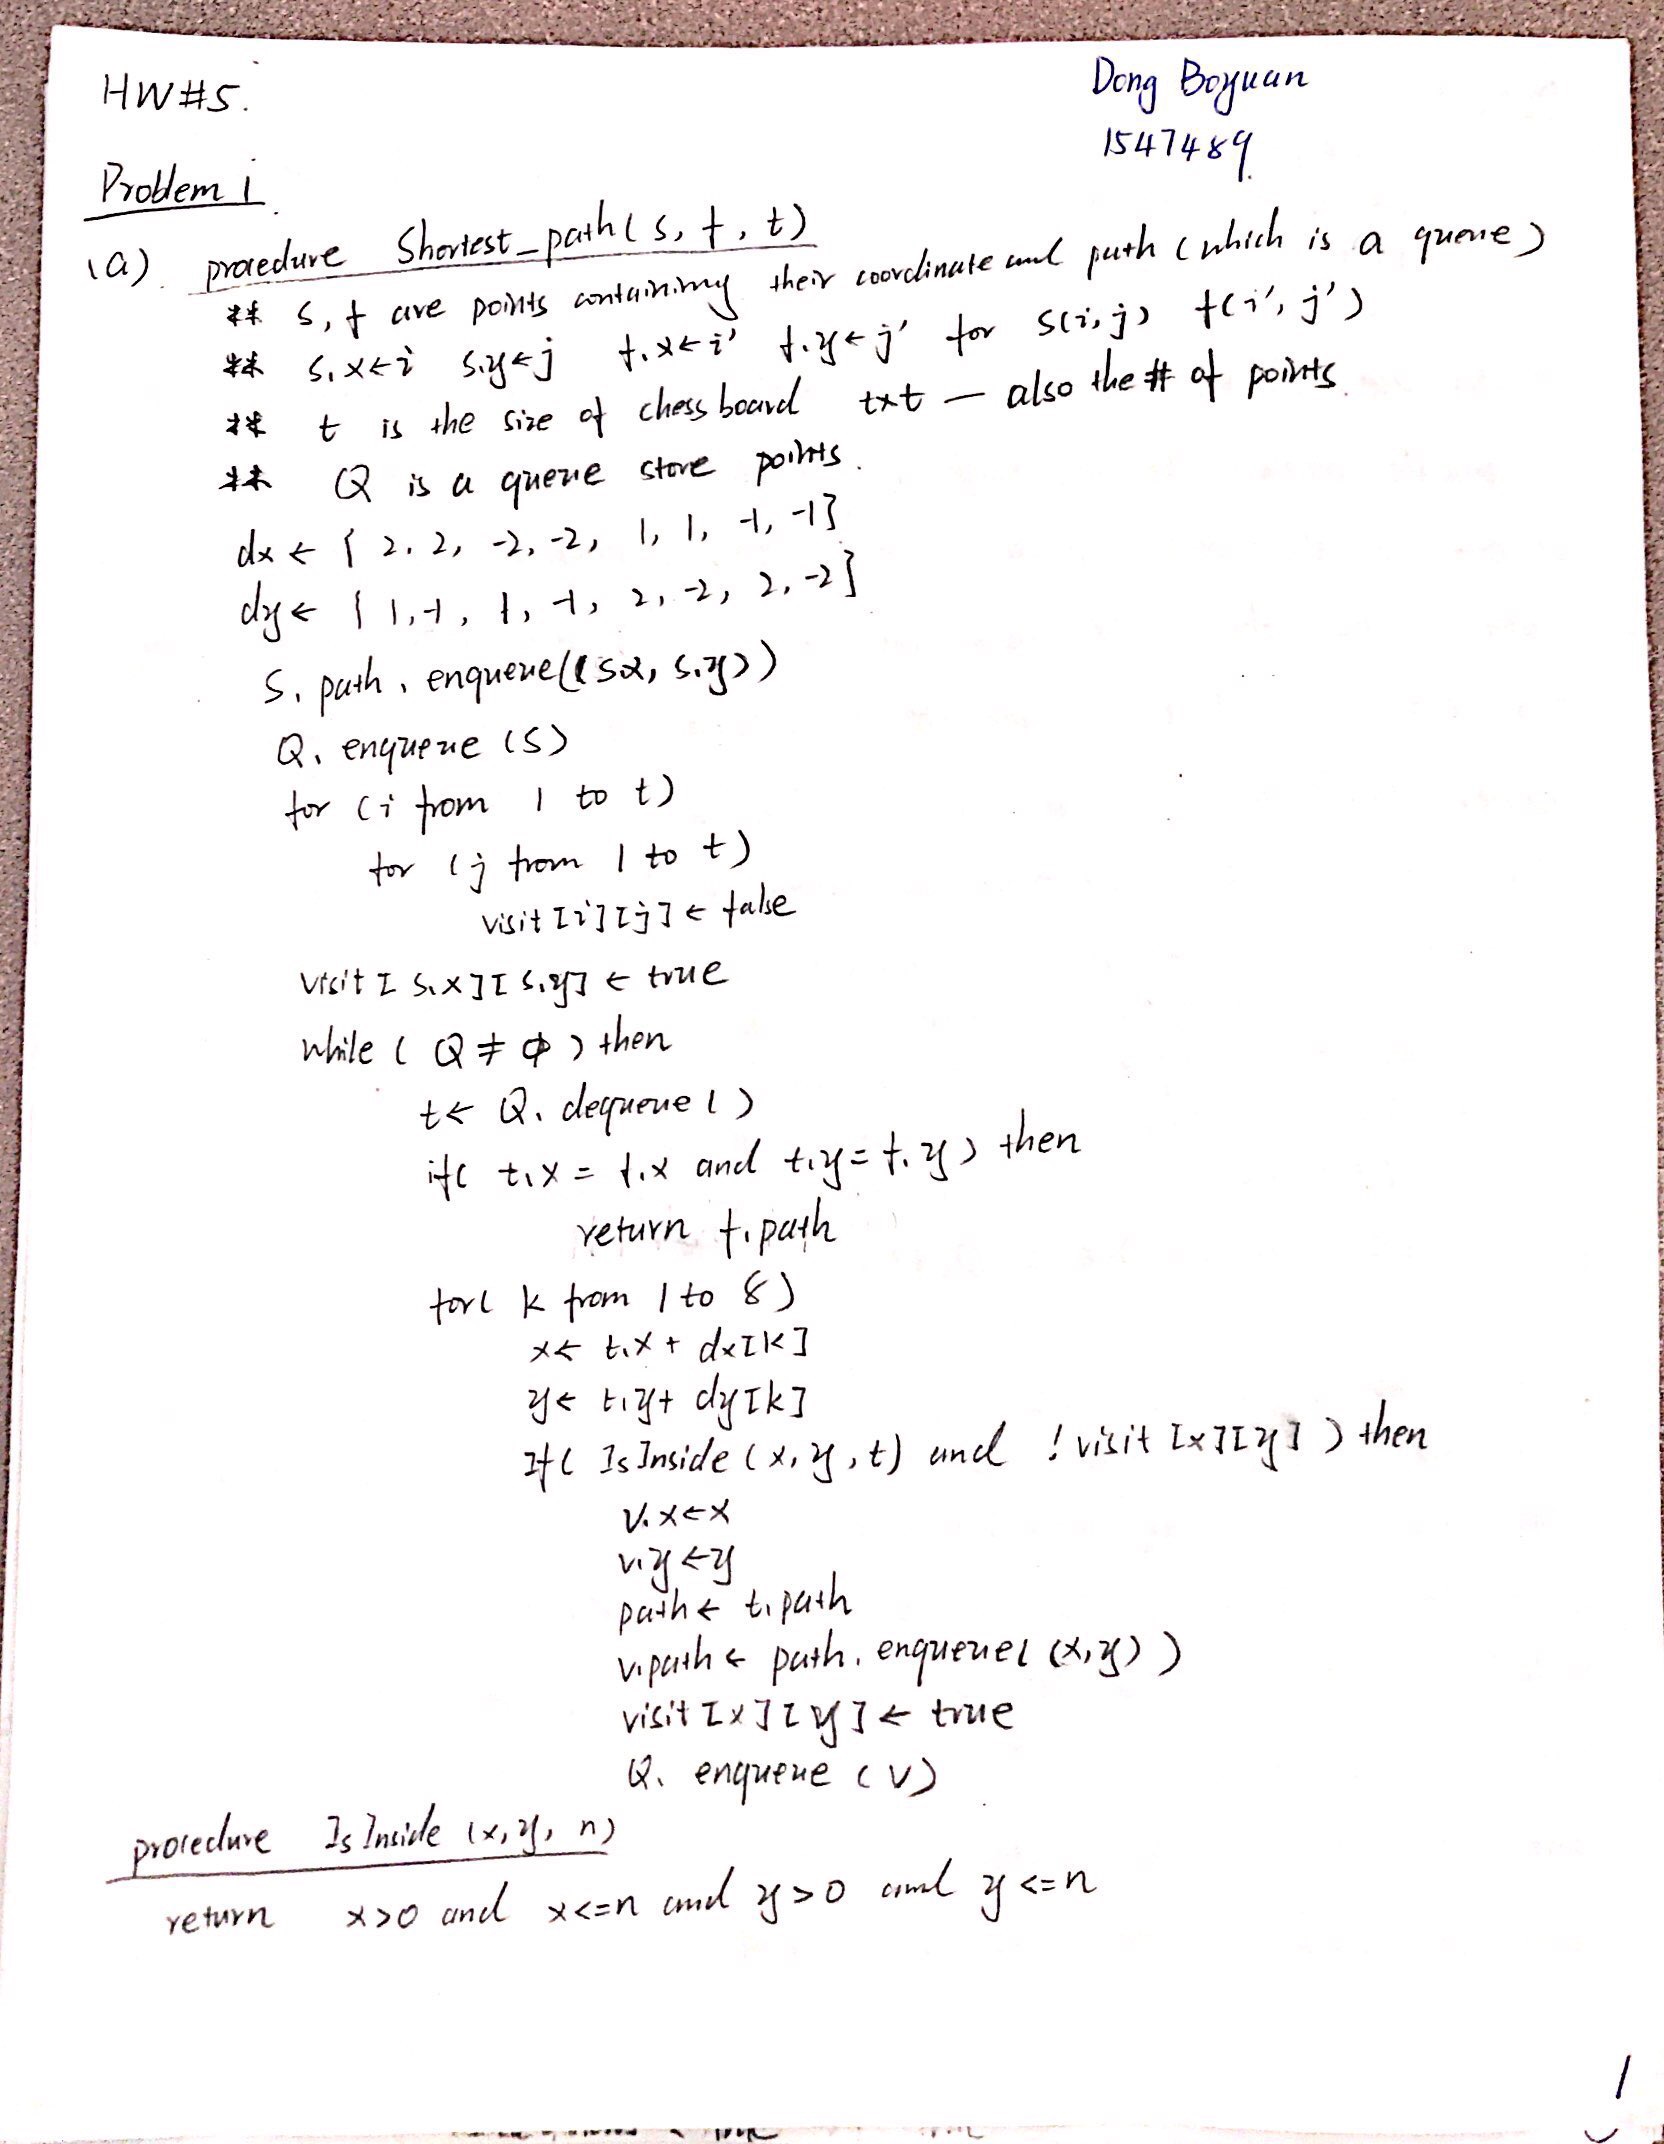 HW#5.
Dong Boyuan
1547489
Problem 1
(a). procedure Shortest_path(s, f, t)
** s, f are points containing their coordinate and path (which is a queue)
** s.x←i s.y←j f.x←i' f.y←j' for s(i,j) f(i',j')
** t is the size of chess board t×t — also the # of points
** Q is a queue store points.
dx ← {2, 2, -2, -2, 1, 1, -1, -1}
dy ← {1, -1, 1, -1, 2, -2, 2, -2}
S.path.enqueue((s.x, s.y))
Q.enqueue(S)
for (i from 1 to t)
for (j from 1 to t)
visit[i][j] ← false
visit[s.x][s.y] ← true
while (Q ≠ ϕ) then
t ← Q.dequeue()
if( t.x = f.x and t.y = f.y) then
return f.path
for( k from 1 to 8)
x ← t.x + dx[k]
y ← t.y + dy[k]
If( IsInside(x, y, t) and !visit[x][y]) then
v.x←x
v.y←y
path ← t.path
v.path ← path.enqueue((x,y))
visit[x][y] ← true
Q.enqueue(v)
procedure IsInside(x, y, n)
return x>0 and x<=n and y>0 and y<=n
1